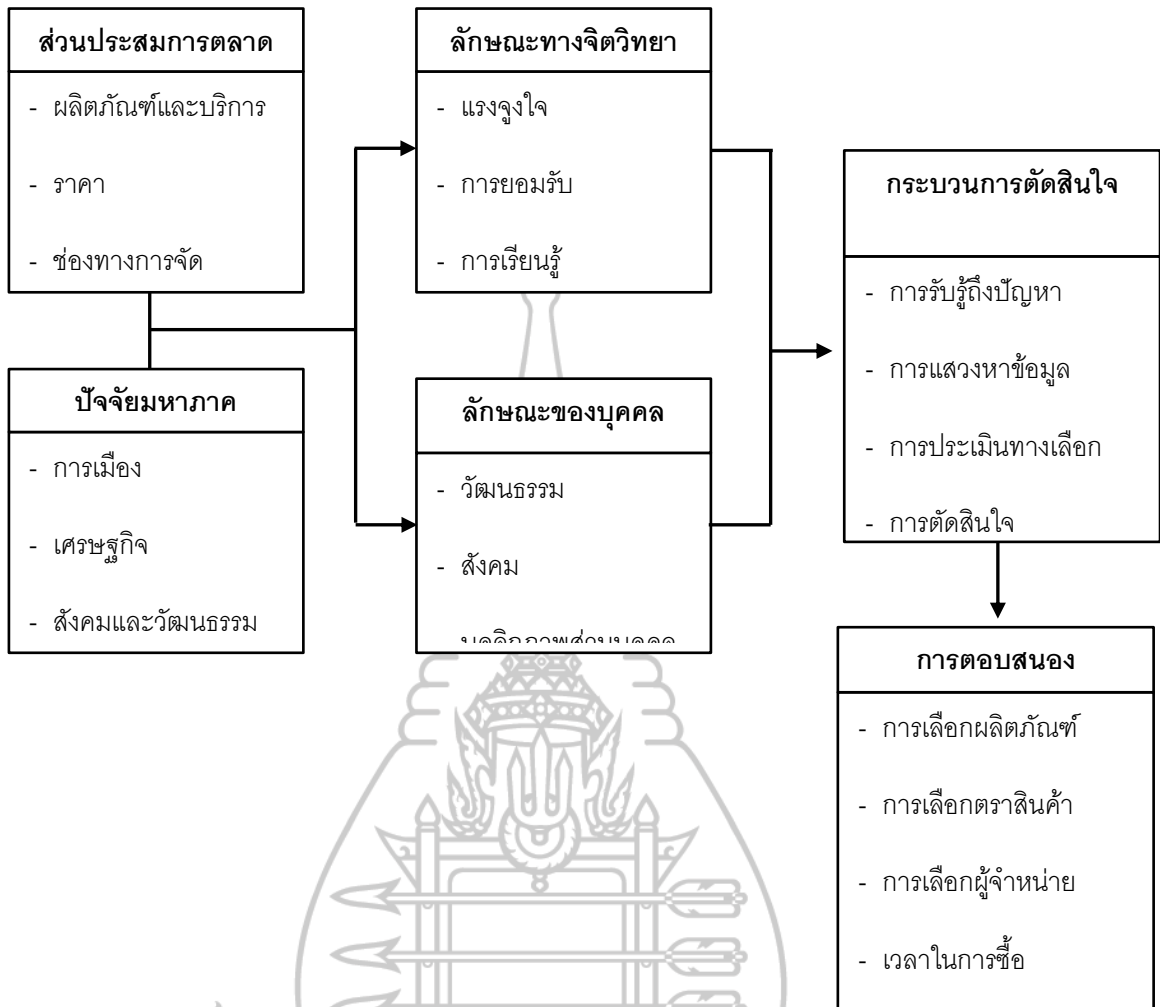 ส่วนประสมการตลาด
- ผลิตภัณฑ์และบริการ
- ราคา
- ช่องทางการจัด
ปัจจัยมหาภาค
- การเมือง
- เศรษฐกิจ
- สังคมและวัฒนธรรม
ลักษณะทางจิตวิทยา
- แรงจูงใจ
- การยอมรับ
- การเรียนรู้
ลักษณะของบุคคล
- วัฒนธรรม
- สังคม
กระบวนการตัดสินใจ
- การรับรู้ถึงปัญหา
- การแสวงหาข้อมูล
- การประเมินทางเลือก
- การตัดสินใจ
การตอบสนอง
- การเลือกผลิตภัณฑ์
- การเลือกตราสินค้า
- การเลือกผู้จำหน่าย
- เวลาในการซื้อ